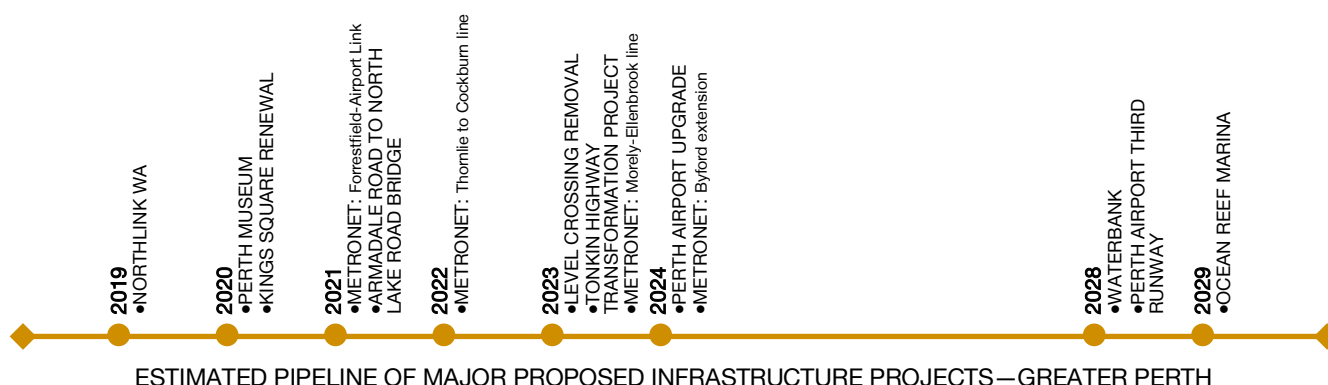 2019
•NORTHLINK WA
2020
•PERTH MUSEUM
•KINGS SQUARE RENEWAL
2021
•METRONET: Forrestfield-Airport Link
•ARMADALE ROAD TO NORTH
LAKE ROAD BRIDGE
2022
•METRONET: Thornlie to Cockburn line
2023
•LEVEL CROSSING REMOVAL
•TONKIN HIGHWAY
TRANSFORMATION PROJECT
•METRONET: Morely-Ellenbrook line
2024
•PERTH AIRPORT UPGRADE
•METRONET: Byford extension
2028
•WATERBANK
•PERTH AIRPORT THIRD
RUNWAY
2029
•OCEAN REEF MARINA
ESTIMATED PIPELINE OF MAJOR PROPOSED INFRASTRUCTURE PROJECTS—GREATER PERTH